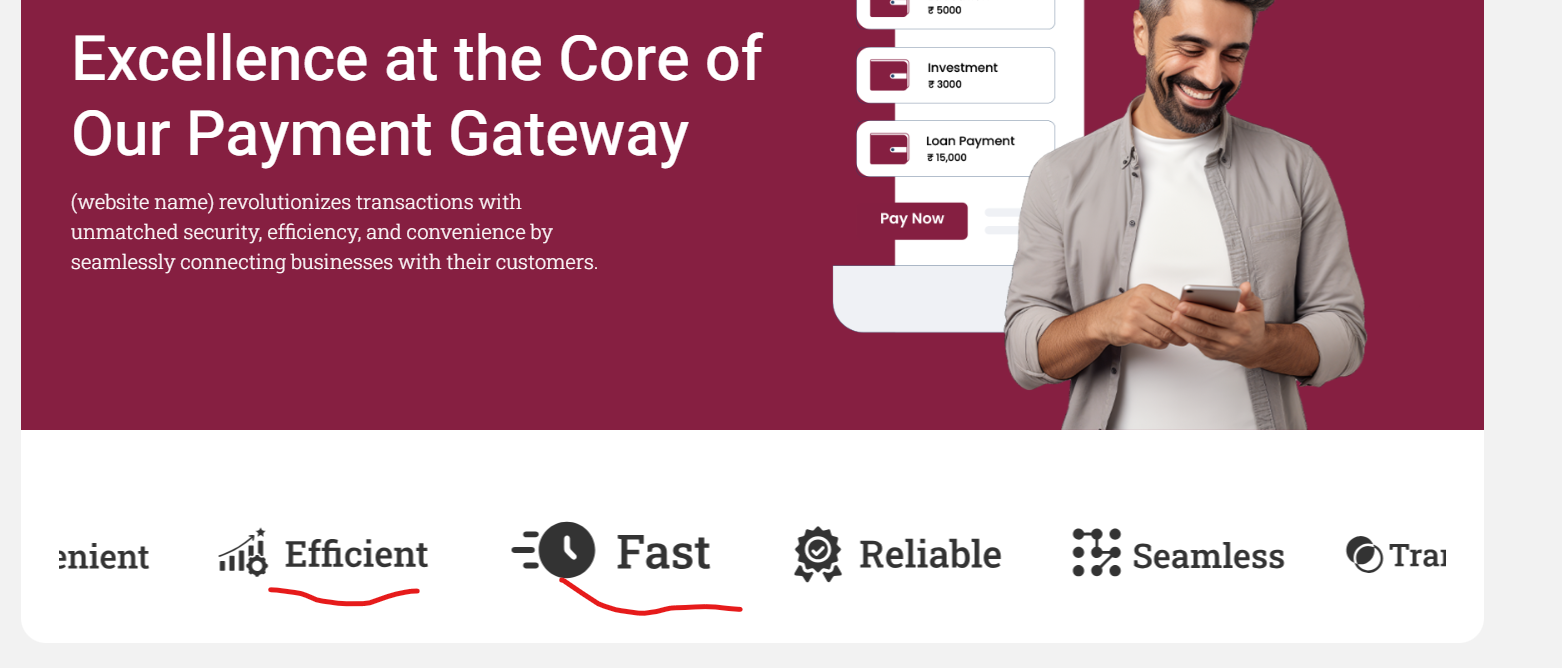 ₹ 5000
Excellence at the Core of
Our Payment Gateway
(website name) revolutionizes transactions with
unmatched security, efficiency, and convenience by
seamlessly connecting businesses with their customers.
Investment
₹ 3000
Loan Payment
₹ 15,000
Pay Now
enient
Efficient
Fast
Reliable
Seamless
Tran